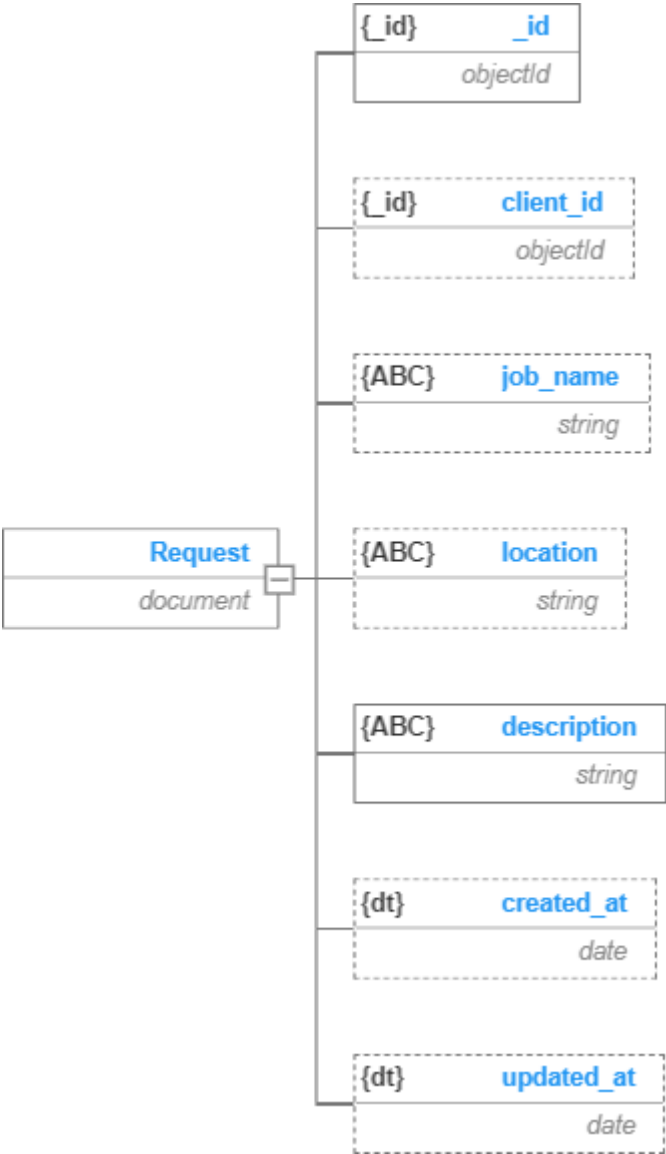 {_id} _id
objectId
{_id} client_id
objectId
{ABC} job_name
string
Request
document
{ABC} location
string
{ABC} description
string
{dt} created_at
date
{dt} updated_at
date